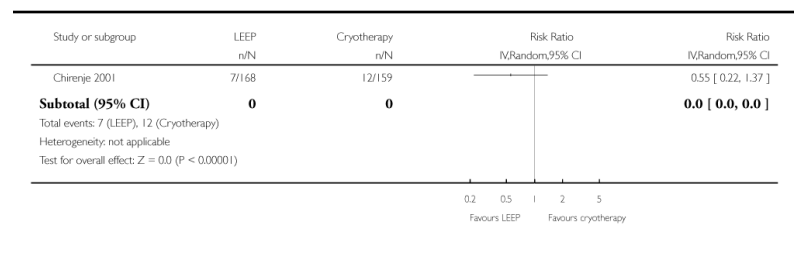 Study or subgroup LEEP Cryotherapy Risk Ratio Risk Ratio
n/N n/N IV,Random,95% CI IV,Random,95% CI
Chirenje 2001 7/168 12/159 0.55 [ 0.22, 1.37 ]
Subtotal (95% CI) 0 0 0.0 [ 0.0, 0.0 ]
Total events: 7 (LEEP), 12 (Cryotherapy)
Heterogeneity: not applicable
Test for overall effect: Z = 0.0 (P < 0.00001)
0.2 0.5 1 2 5
Favours LEEP Favours cryotherapy